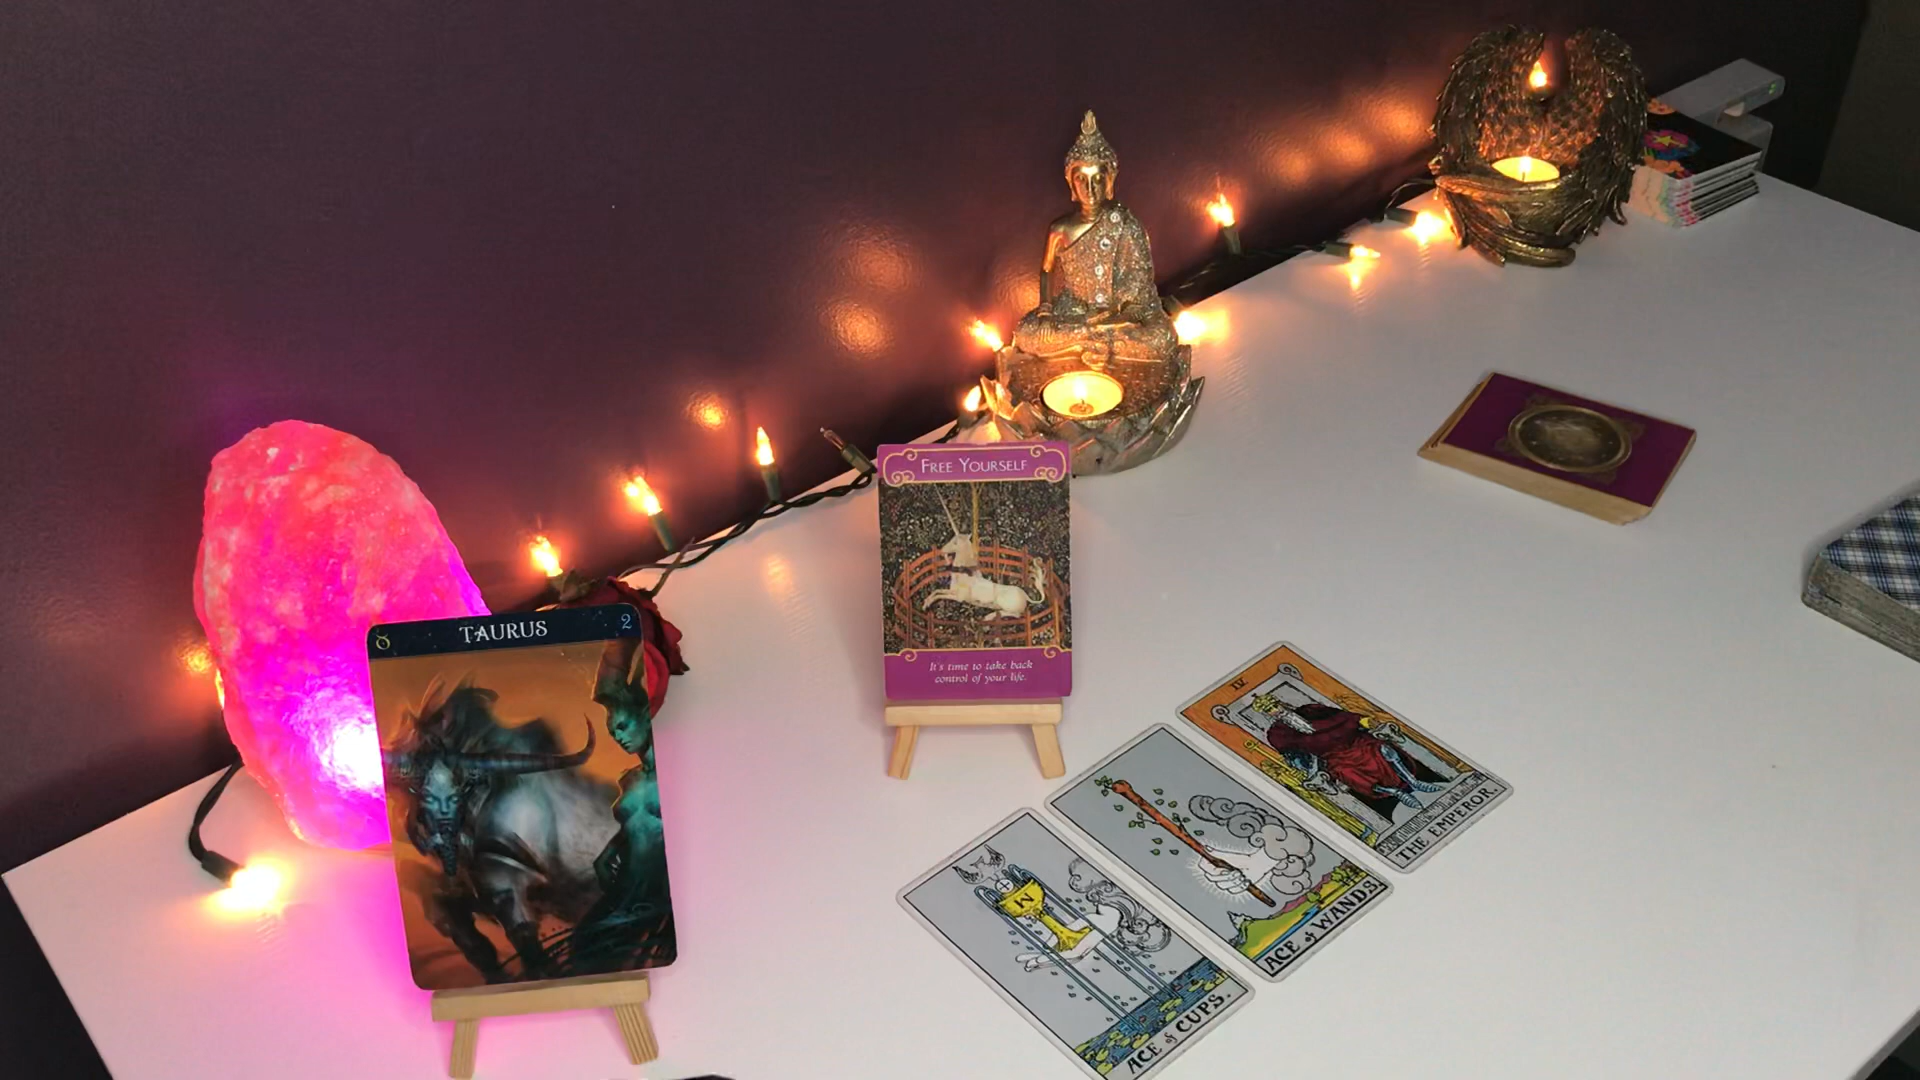 ♉ TAURUS 2
FREE YOURSELF
It's time to take back
control of your life.
IV
THE EMPEROR.
ACE of WANDS.
ACE of CUPS.